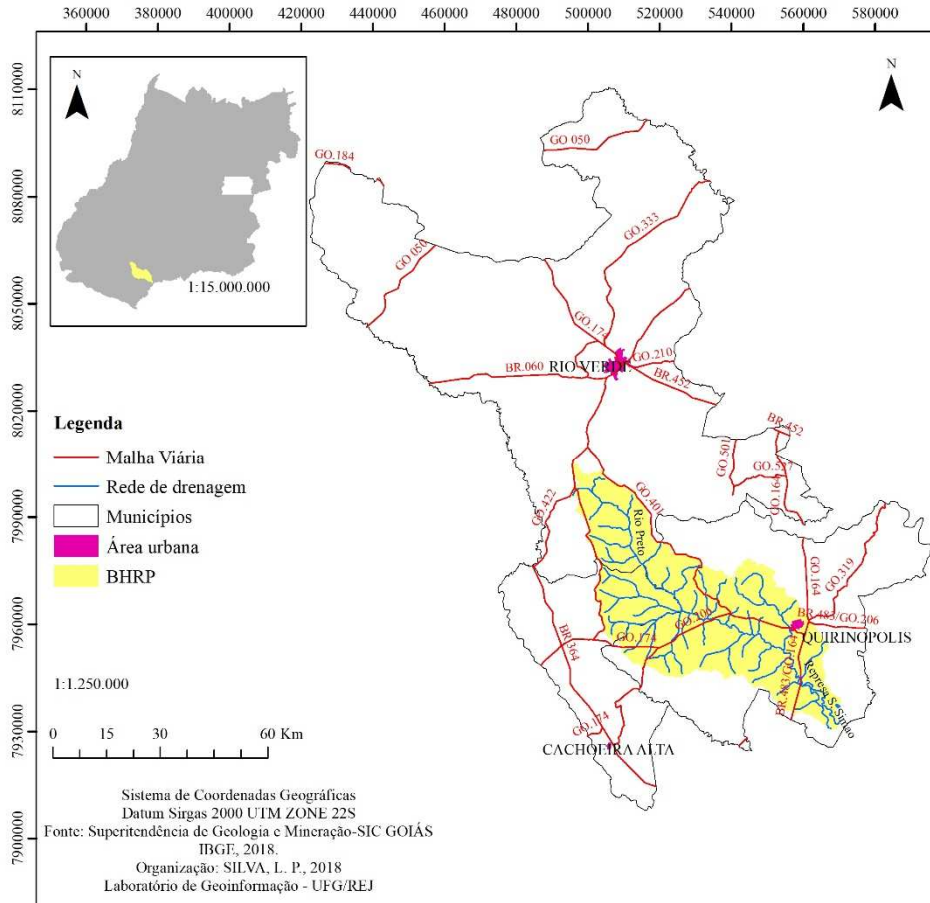 360000 380000 400000 420000 440000 460000 480000 500000 520000 540000 560000 580000
8110000
8080000
8050000
8020000
7990000
7960000
7930000
7900000
N
1:15.000.000
N
GO 050
GO.184
GO.333
GO 050
GO.174
GO.210
RIO VERDE
BR.060
BR.452
BR.452
GO.501
GO.527
GO.164
GO.422
GO.401
Rio Preto
GO.164
GO.319
BR.483/GO.206
GO.206
QUIRINOPOLIS
GO.174
BR.364
BR.483/GO.164
Represa S. Simão
GO.174
CACHOEIRA ALTA
Legenda
Malha Viária
Rede de drenagem
Municípios
Área urbana
BHRP
1:1.250.000
0 15 30 60 Km
Sistema de Coordenadas Geográficas
Datum Sirgas 2000 UTM ZONE 22S
Fonte: Superitendência de Geologia e Mineração-SIC GOIÁS
IBGE, 2018.
Organização: SILVA, L. P., 2018
Laboratório de Geoinformação - UFG/REJ